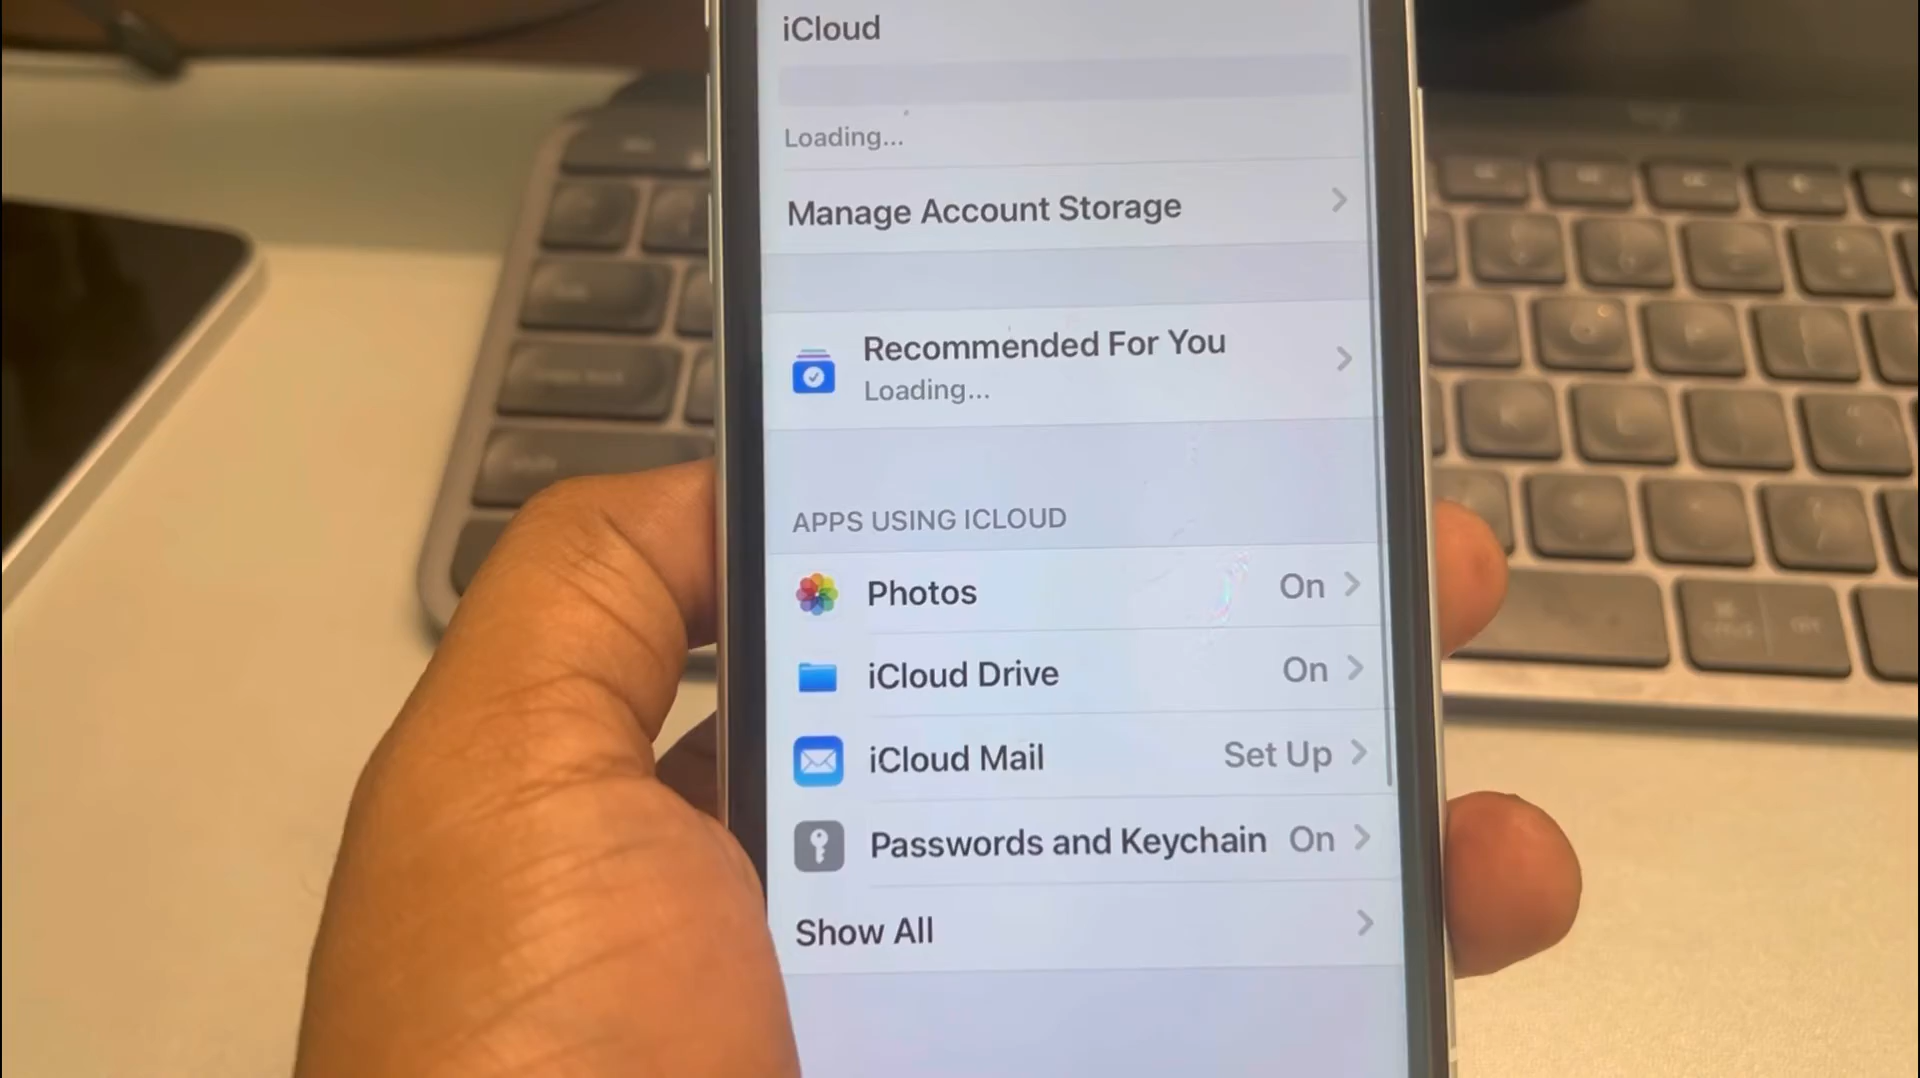 iCloud
Loading...
Manage Account Storage
Recommended For You
Loading...
APPS USING ICLOUD
Photos On
iCloud Drive On
iCloud Mail Set Up
Passwords and Keychain On
Show All